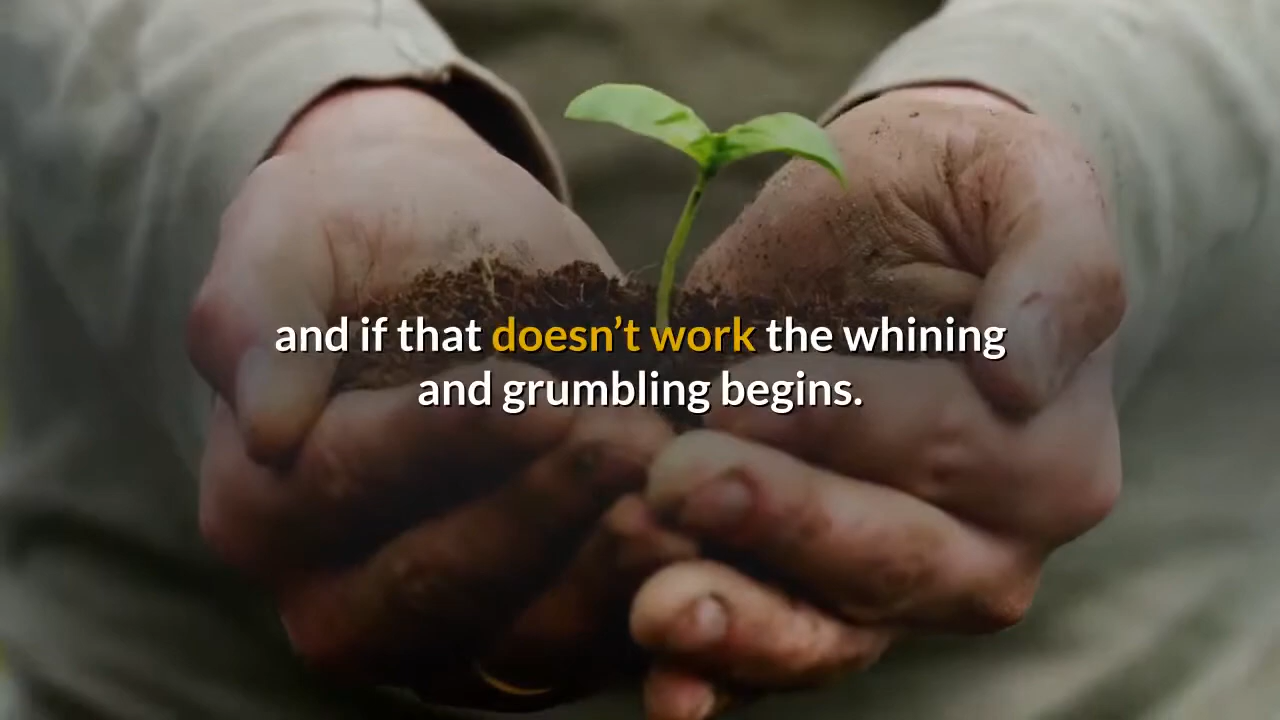 and if that doesn’t work the whining
and grumbling begins.